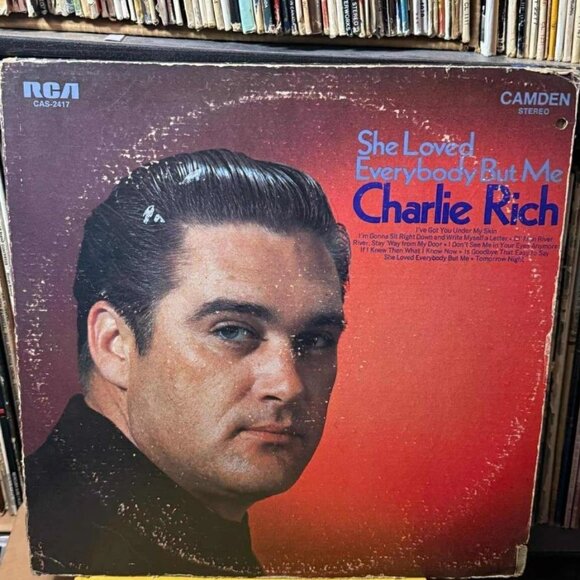 RCA
CAS-2417
CAMDEN
STEREO
She Loved
Everybody But Me
Charlie Rich
I've Got You Under My Skin
I'm Gonna Sit Right Down and Write Myself a Letter • Ol' Man River
River, Stay 'Way from My Door • I Don't See Me in Your Eyes Anymore
If I Knew Then What I Know Now • Is Goodbye That Easy to Say
She Loved Everybody But Me • Tomorrow Night